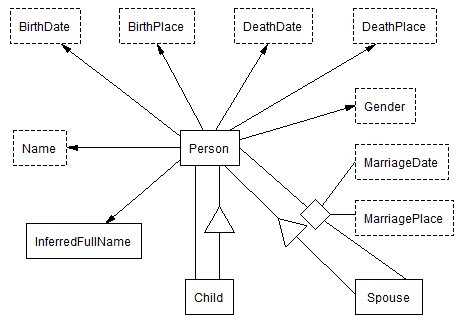 BirthDate
BirthPlace
DeathDate
DeathPlace
Gender
Name
Person
MarriageDate
MarriagePlace
InferredFullName
Child
Spouse